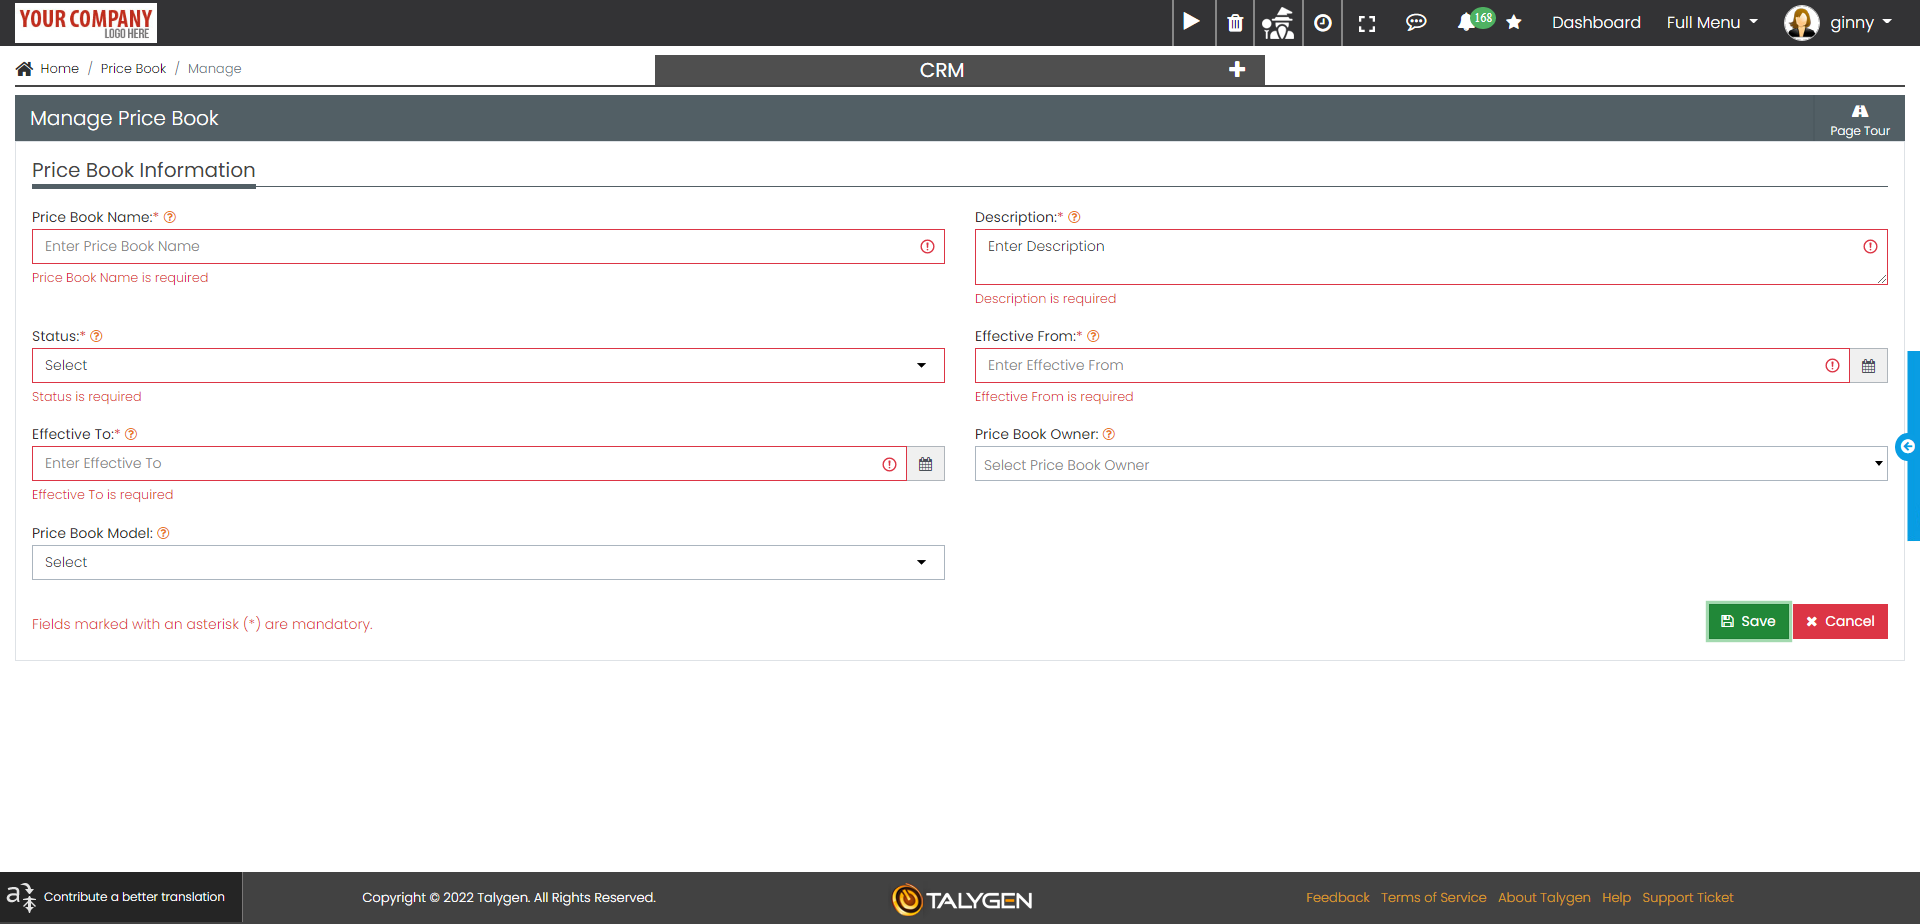 YOUR COMPANY
LOGO HERE
168
Dashboard
Full Menu
ginny
Home / Price Book / Manage
CRM
Manage Price Book
Page Tour
Price Book Information
Price Book Name:*
Enter Price Book Name
Price Book Name is required
Description:*
Enter Description
Description is required
Status:*
Select
Status is required
Effective From:*
Enter Effective From
Effective From is required
Effective To:*
Enter Effective To
Effective To is required
Price Book Owner:
Select Price Book Owner
Price Book Model:
Select
Fields marked with an asterisk (*) are mandatory.
Save
Cancel
Contribute a better translation
Copyright © 2022 Talygen. All Rights Reserved.
TALYGEN
Feedback Terms of Service About Talygen Help Support Ticket